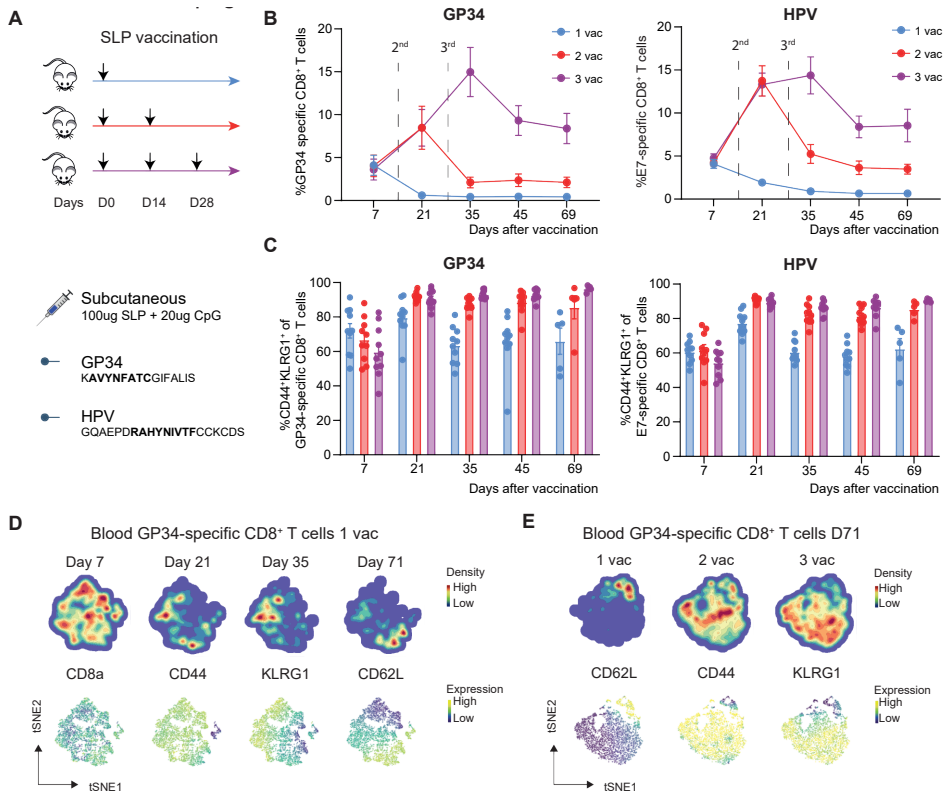 A
SLP vaccination
Days D0 D14 D28
Subcutaneous
100ug SLP + 20ug CpG
GP34
KAVYNFATCGIFALIS
HPV
GQAEPDRAHYNIVTFCCKCDS
B
GP34
%GP34 specific CD8⁺ T cells
20
15
10
5
0
2nd
3rd
1 vac
2 vac
3 vac
7 21 35 45 69
Days after vaccination
HPV
%E7-specific CD8⁺ T cells
20
15
10
5
0
2nd
3rd
1 vac
2 vac
3 vac
7 21 35 45 69
Days after vaccination
C
GP34
%CD44⁺KLRG1⁺ of
GP34-specific CD8⁺ T cells
100
80
60
40
20
0
7 21 35 45 69
Days after vaccination
HPV
%CD44⁺KLRG1⁺ of
E7-specific CD8⁺ T cells
100
80
60
40
20
0
7 21 35 45 69
Days after vaccination
D
Blood GP34-specific CD8⁺ T cells 1 vac
Day 7 Day 21 Day 35 Day 71
Density
High
Low
CD8a CD44 KLRG1 CD62L
Expression
High
Low
tSNE2
tSNE1
E
Blood GP34-specific CD8⁺ T cells D71
1 vac 2 vac 3 vac
Density
High
Low
CD62L CD44 KLRG1
Expression
High
Low
tSNE2
tSNE1